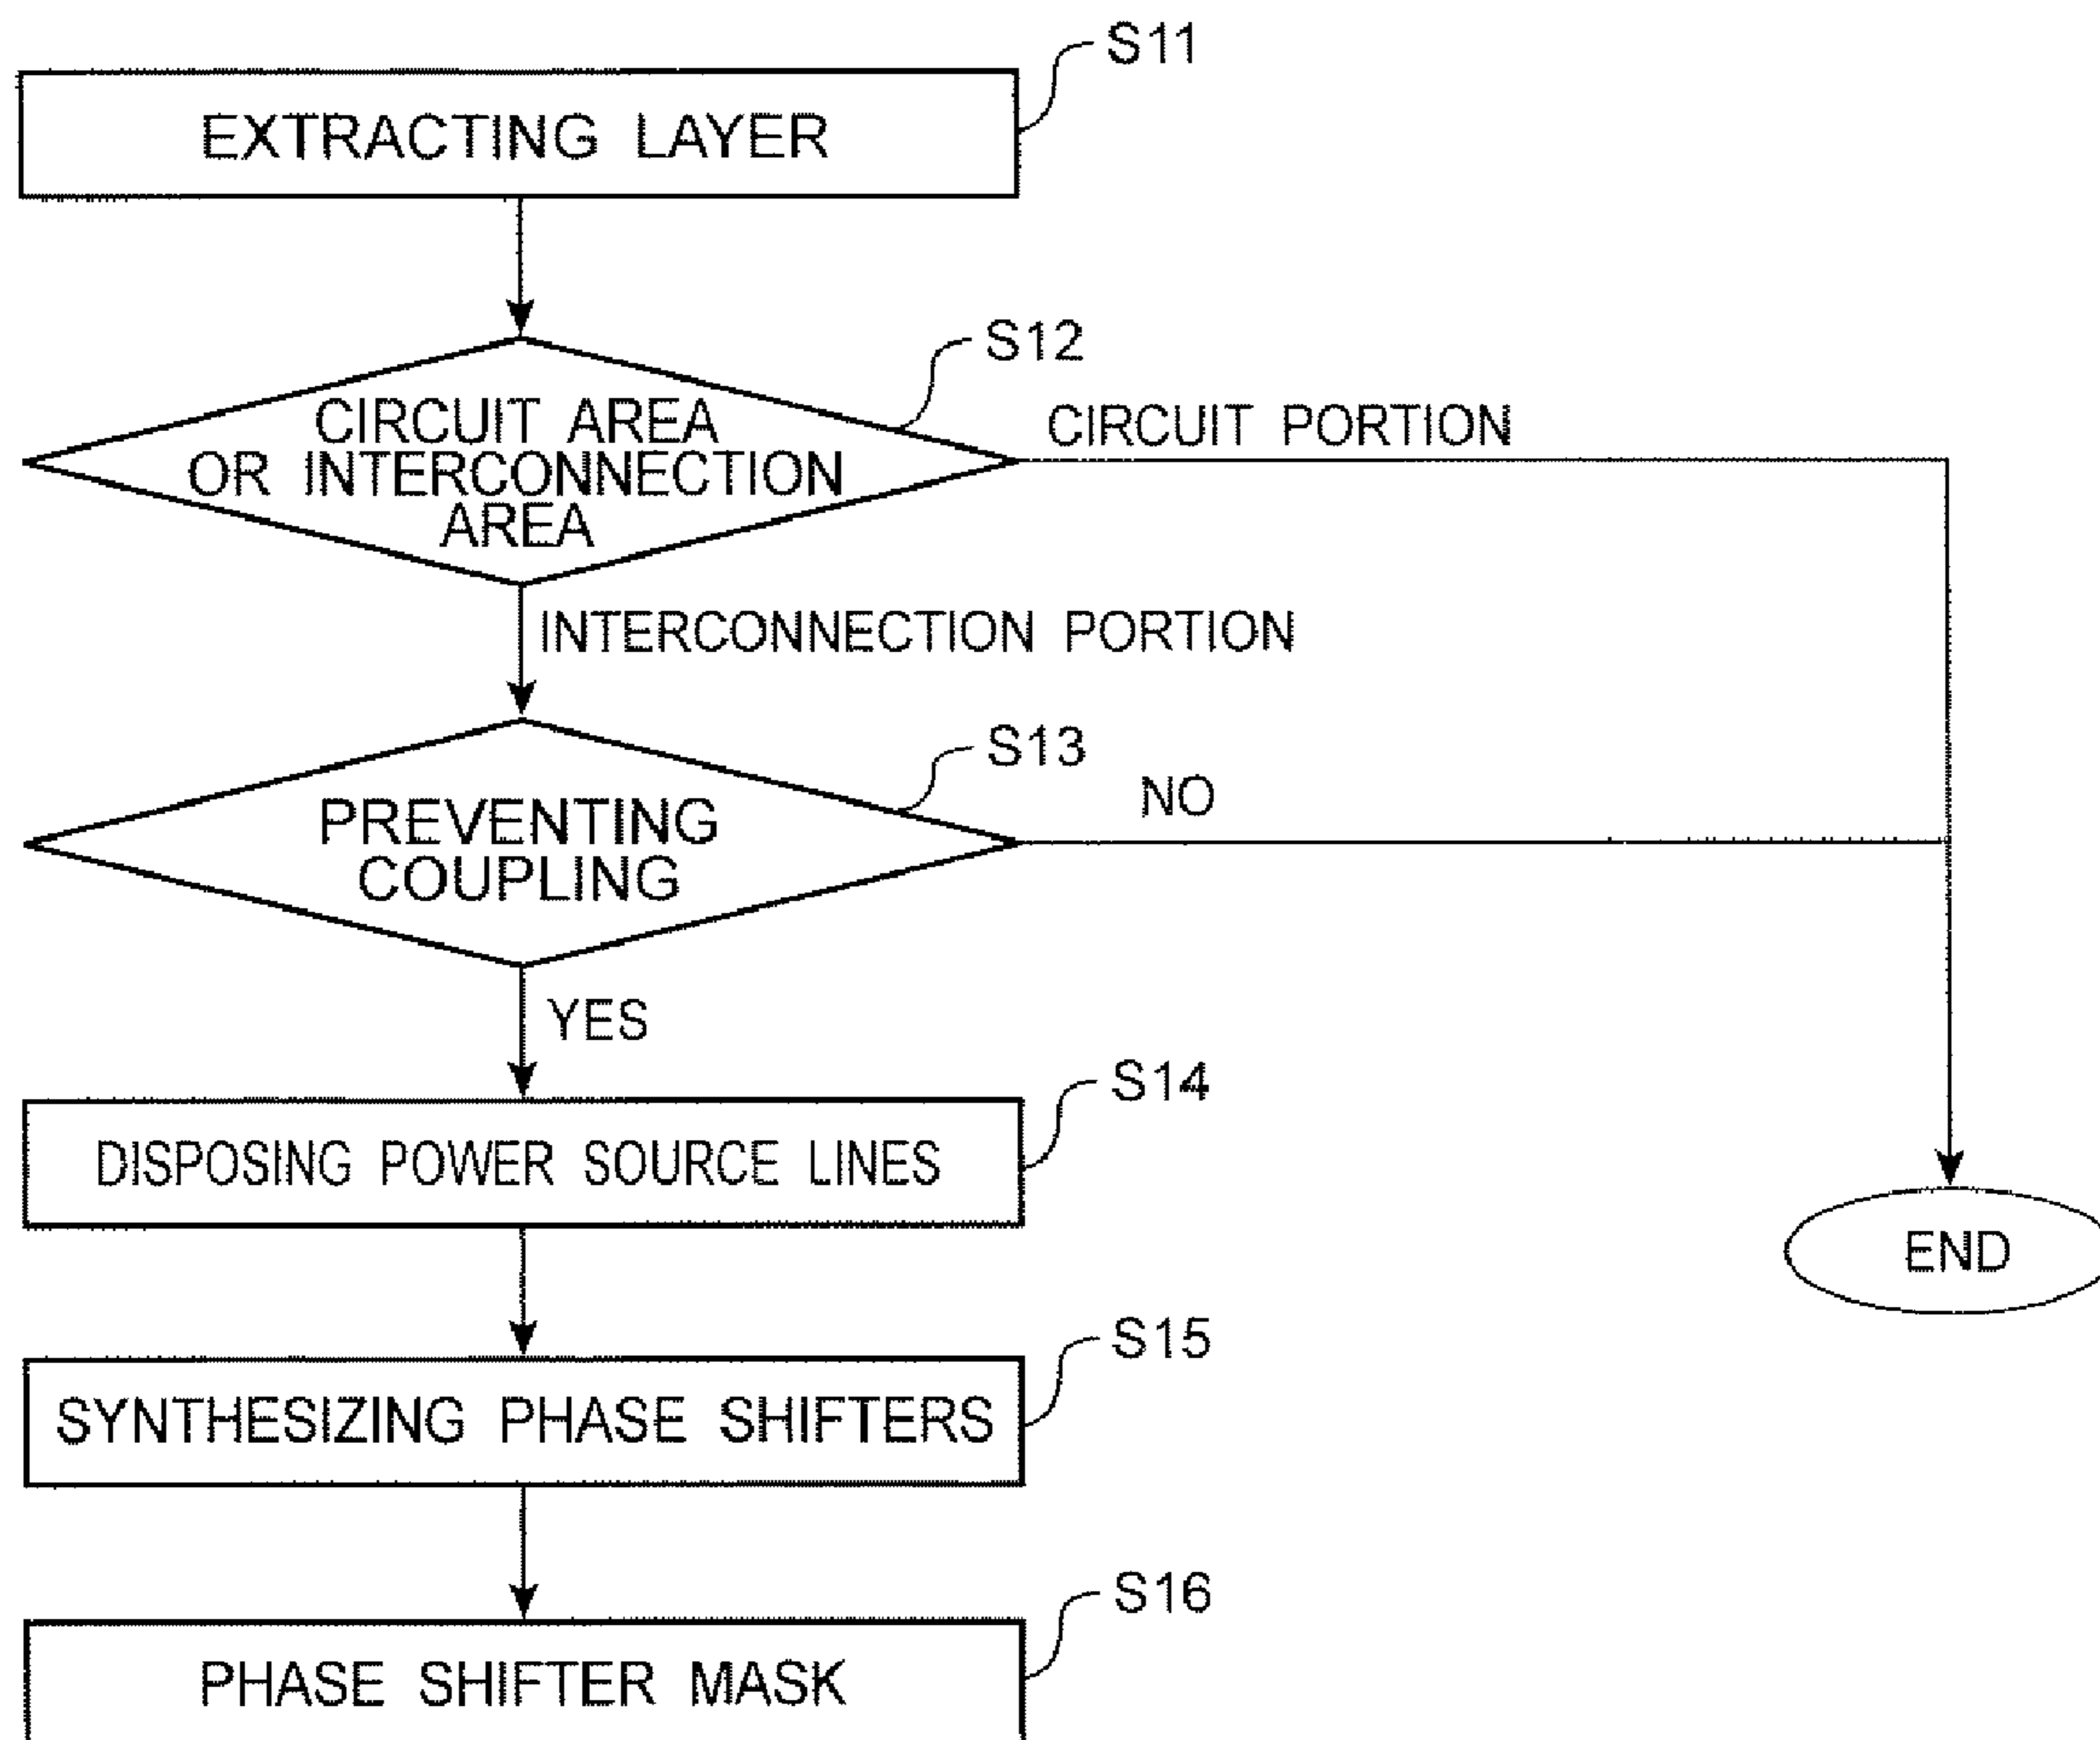 S11
EXTRACTING LAYER
S12
CIRCUIT AREA
OR INTERCONNECTION
AREA
CIRCUIT PORTION
INTERCONNECTION PORTION
S13
PREVENTING
COUPLING
NO
YES
S14
DISPOSING POWER SOURCE LINES
END
S15
SYNTHESIZING PHASE SHIFTERS
S16
PHASE SHIFTER MASK